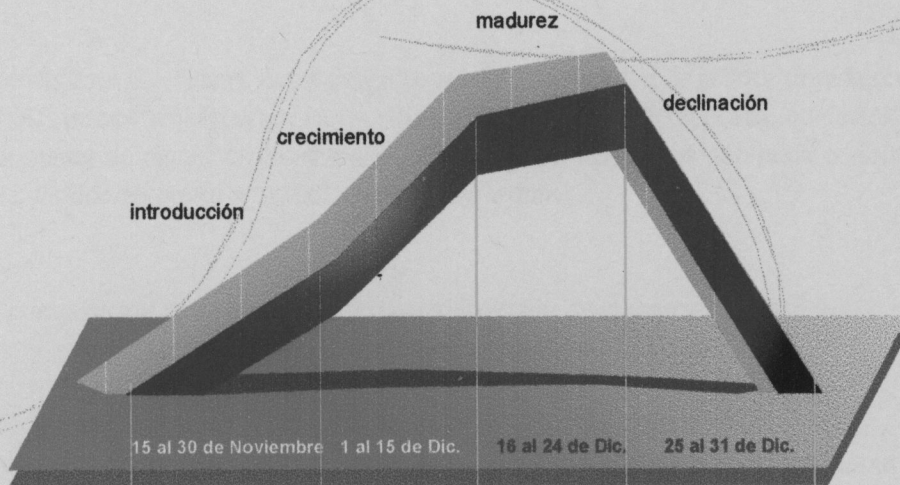 madurez
declinación
crecimiento
introducción
15 al 30 de Noviembre 1 al 15 de Dic. 16 al 24 de Dic. 25 al 31 de Dic.